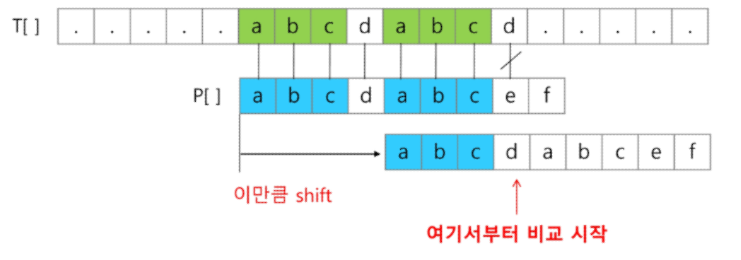 T[ ] . . . . . a b c d a b c d . . . . .
P[ ] a b c d a b c e f
a b c d a b c e f
이만큼 shift
여기서부터 비교 시작